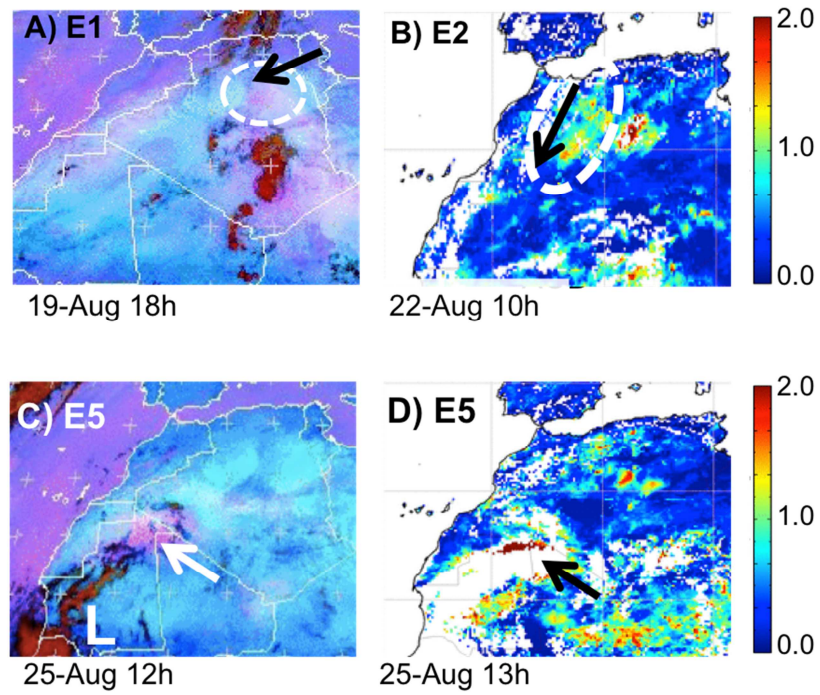 A) E1
B) E2
2.0
1.0
0.0
19-Aug 18h
22-Aug 10h
C) E5
D) E5
2.0
1.0
0.0
L
25-Aug 12h
25-Aug 13h